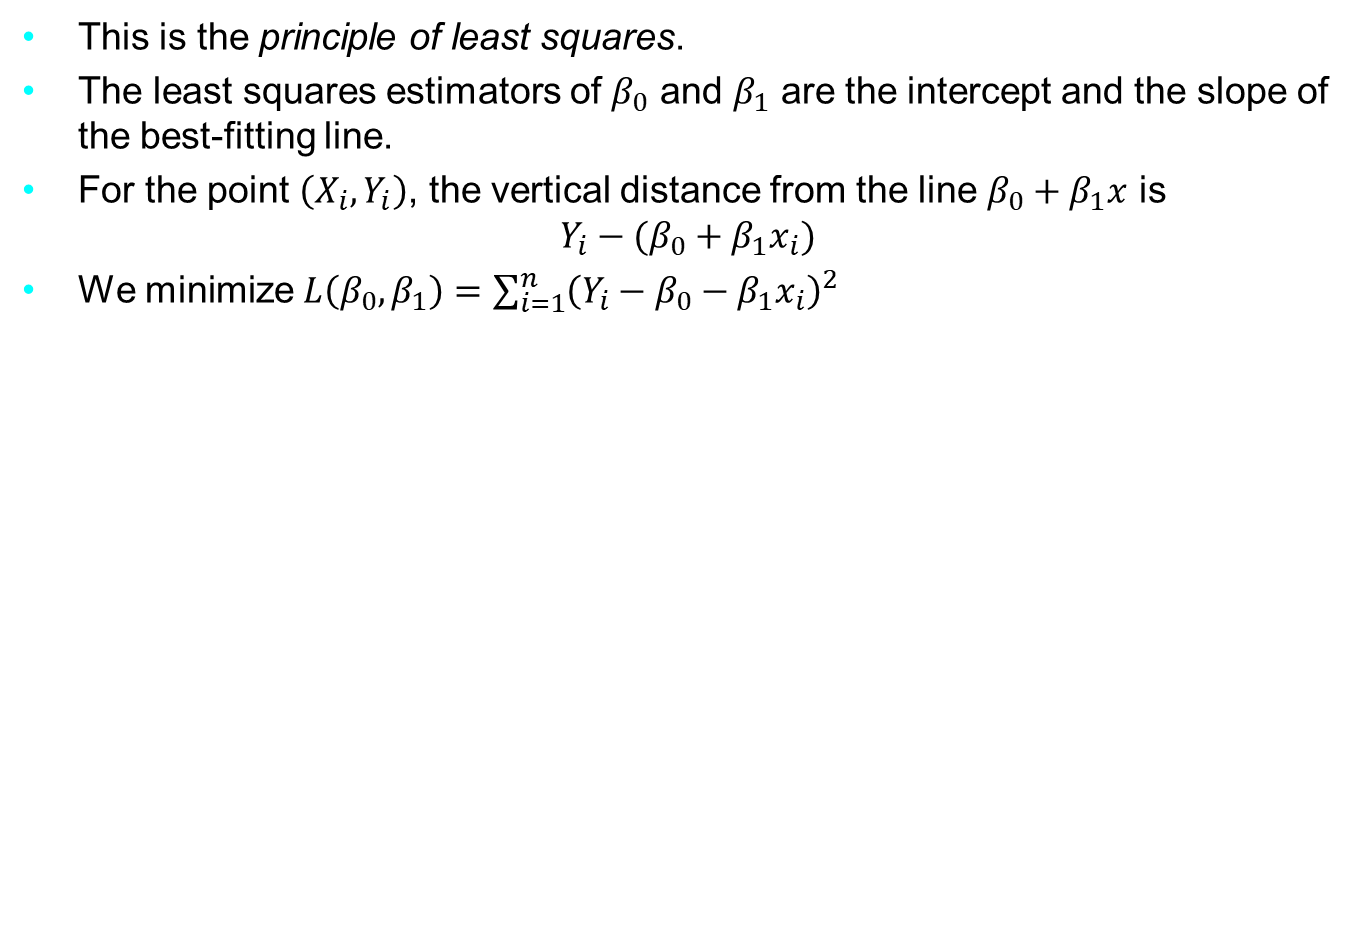 • This is the principle of least squares.
• The least squares estimators of β₀ and β₁ are the intercept and the slope of
the best-fitting line.
• For the point (Xᵢ, Yᵢ), the vertical distance from the line β₀ + β₁x is
Yᵢ − (β₀ + β₁xᵢ)
• We minimize L(β₀, β₁) = ∑ⁿᵢ₌₁(Yᵢ − β₀ − β₁xᵢ)²